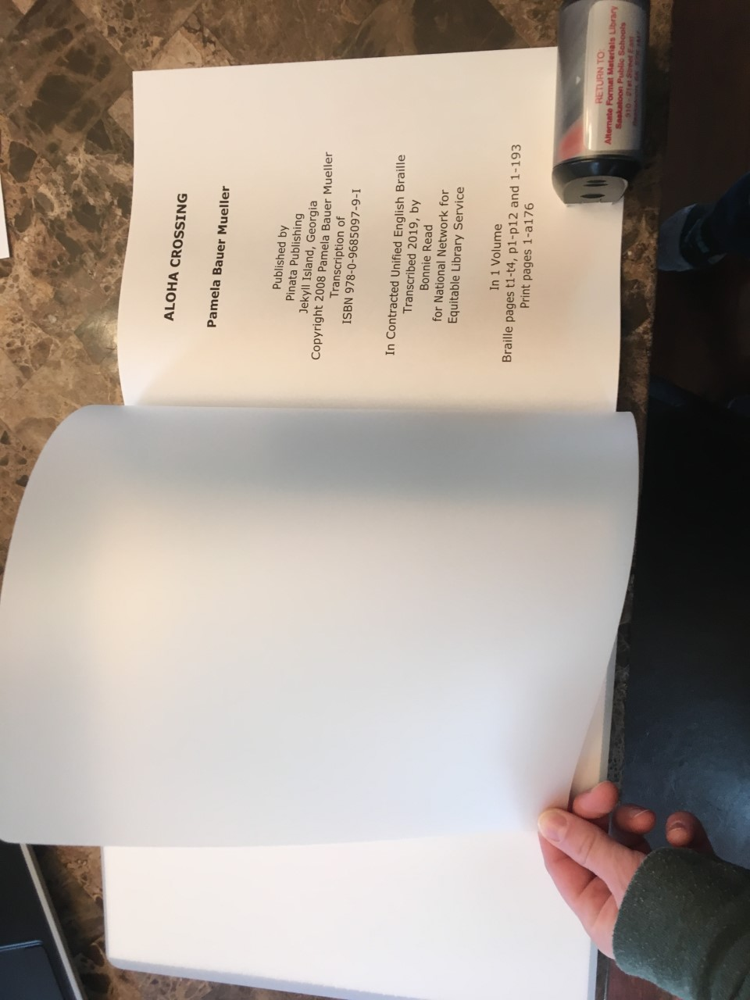 ALOHA CROSSING
Pamela Bauer Mueller
Published by
Pinata Publishing
Jekyll Island, Georgia
Copyright 2008 Pamela Bauer Mueller
Transcription of
ISBN 978-0-9685097-9-I
In Contracted Unified English Braille
Transcribed 2019, by
Bonnie Read
for National Network for
Equitable Library Service
In 1 Volume
Braille pages t1-t4, p1-p12 and 1-193
Print pages 1-a176
RETURN TO:
Alternate Format Materials Library
Saskatoon Public Schools
310 - 21st Street East